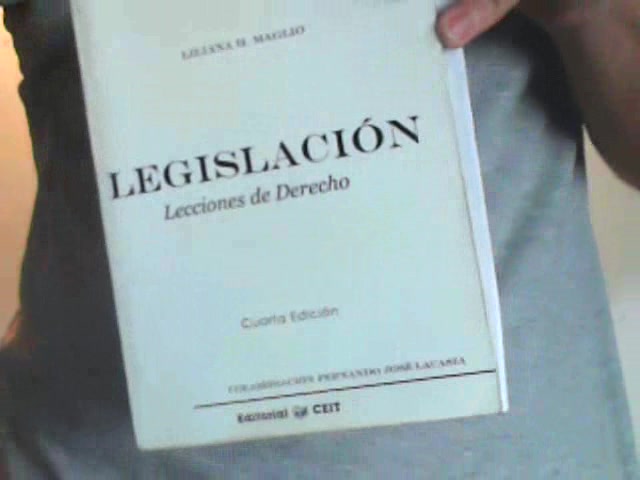 LILIANA H. MAGLIO
LEGISLACIÓN
Lecciones de Derecho
Cuarta Edición
COLABORACIÓN FERNANDO JOSÉ LACASIA
Editorial CEIT